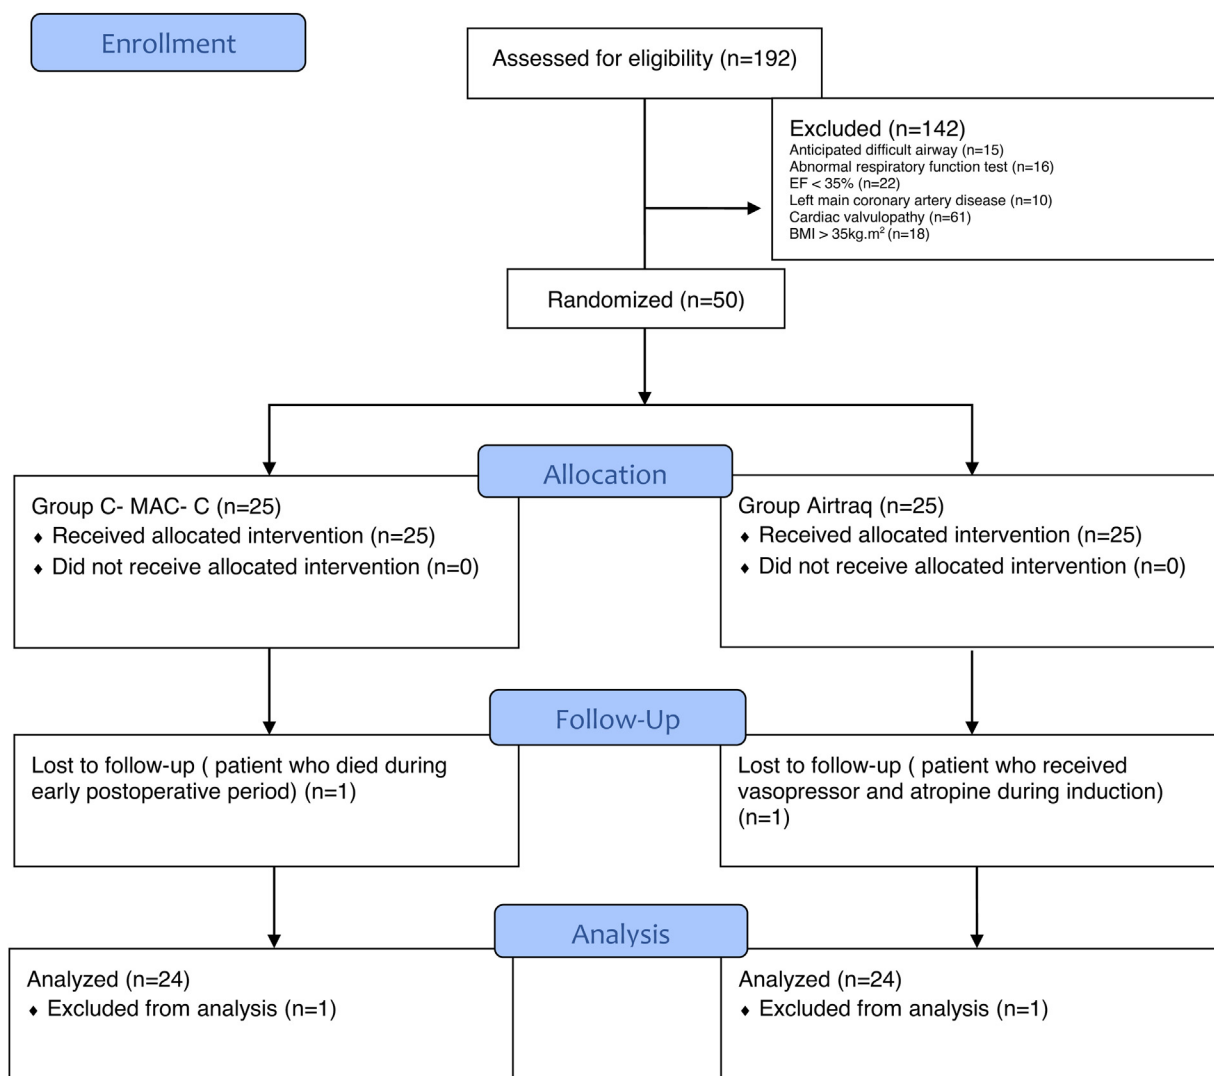 Enrollment
Assessed for eligibility (n=192)
Excluded (n=142)
Anticipated difficult airway (n=15)
Abnormal respiratory function test (n=16)
EF < 35% (n=22)
Left main coronary artery disease (n=10)
Cardiac valvulopathy (n=61)
BMI > 35kg.m² (n=18)
Randomized (n=50)
Allocation
Group C- MAC- C (n=25)
♦ Received allocated intervention (n=25)
♦ Did not receive allocated intervention (n=0)
Group Airtraq (n=25)
♦ Received allocated intervention (n=25)
♦ Did not receive allocated intervention (n=0)
Follow-Up
Lost to follow-up ( patient who died during
early postoperative period) (n=1)
Lost to follow-up ( patient who received
vasopressor and atropine during induction)
(n=1)
Analysis
Analyzed (n=24)
♦ Excluded from analysis (n=1)
Analyzed (n=24)
♦ Excluded from analysis (n=1)